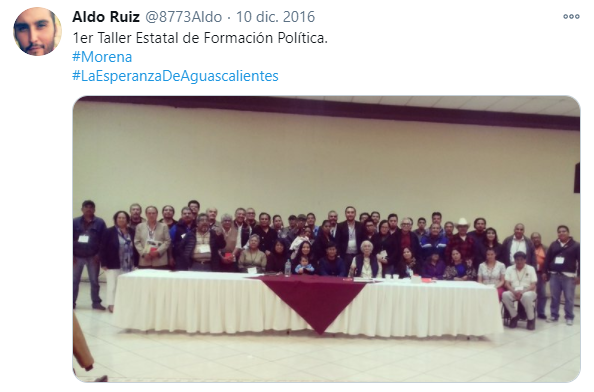 Aldo Ruiz @8773Aldo · 10 dic. 2016
1er Taller Estatal de Formación Política.
#Morena
#LaEsperanzaDeAguascalientes